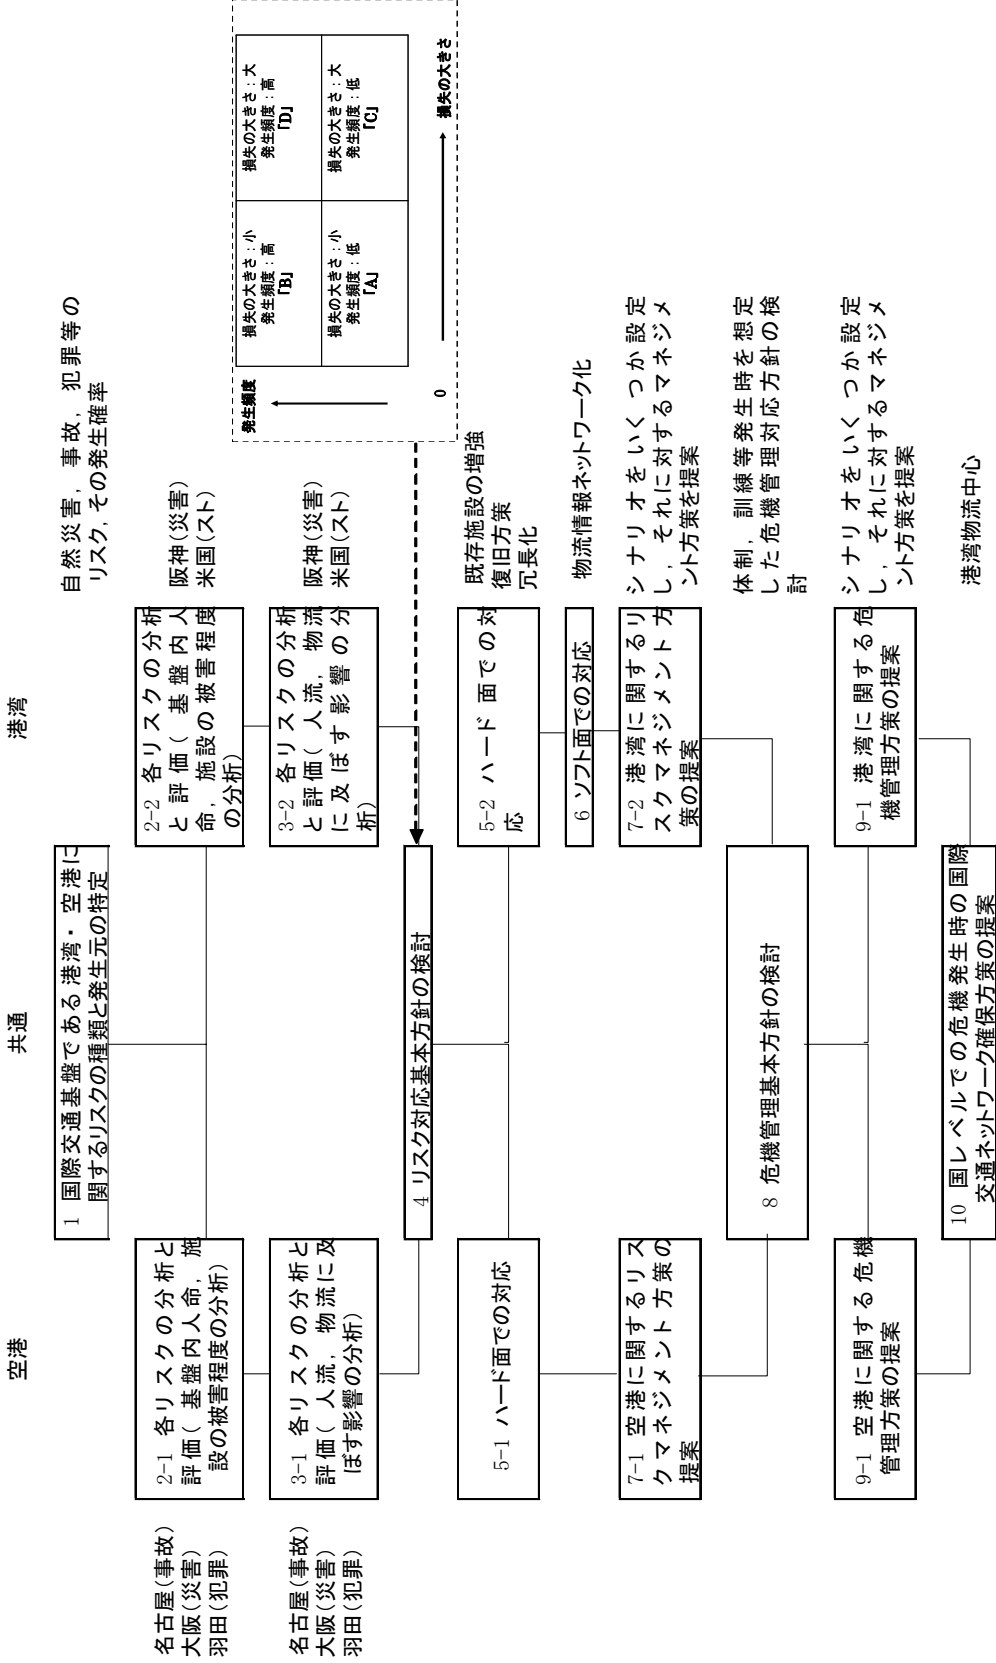 空港
共通
港湾
1 国際交通基盤である港湾・空港に
関するリスクの種類と発生元の特定
自然災害，事故，犯罪等の
リスク，その発生確率
名古屋(事故)
大阪(災害)
羽田(犯罪)
2-1 各リスクの分析と
評価(基盤内人命，施
設の被害程度の分析)
2-2 各リスクの分析
と評価(基盤内人
命，施設の被害程度
の分析)
阪神(災害)
米国(スト)
名古屋(事故)
大阪(災害)
羽田(犯罪)
3-1 各リスクの分析と
評価(人流，物流に及
ぼす影響の分析)
3-2 各リスクの分析
と評価(人流，物流
に及ぼす影響の分
析)
阪神(災害)
米国(スト)
発生頻度
損失の大きさ：小
発生頻度：高
「B」
損失の大きさ：大
発生頻度：高
「D」
損失の大きさ：小
発生頻度：低
「A」
損失の大きさ：大
発生頻度：低
「C」
0
損失の大きさ
4 リスク対応基本方針の検討
5-1 ハード面での対応
5-2 ハード面での対
応
既存施設の増強
復旧方策
冗長化
6 ソフト面での対応
物流情報ネットワーク化
7-1 空港に関するリス
クマネジメント方策の
提案
7-2 港湾に関するリ
スクマネジメント方
策の提案
シナリオをいくつか設定
し，それに対するマネジメ
ント方策を提案
8 危機管理基本方針の検討
体制，訓練等発生時を想定
した危機管理対応方針の検
討
9-1 空港に関する危機
管理方策の提案
9-1 港湾に関する危
機管理方策の提案
シナリオをいくつか設定
し，それに対するマネジメ
ント方策を提案
10 国レベルでの危機発生時の国際
交通ネットワーク確保方策の提案
港湾物流中心